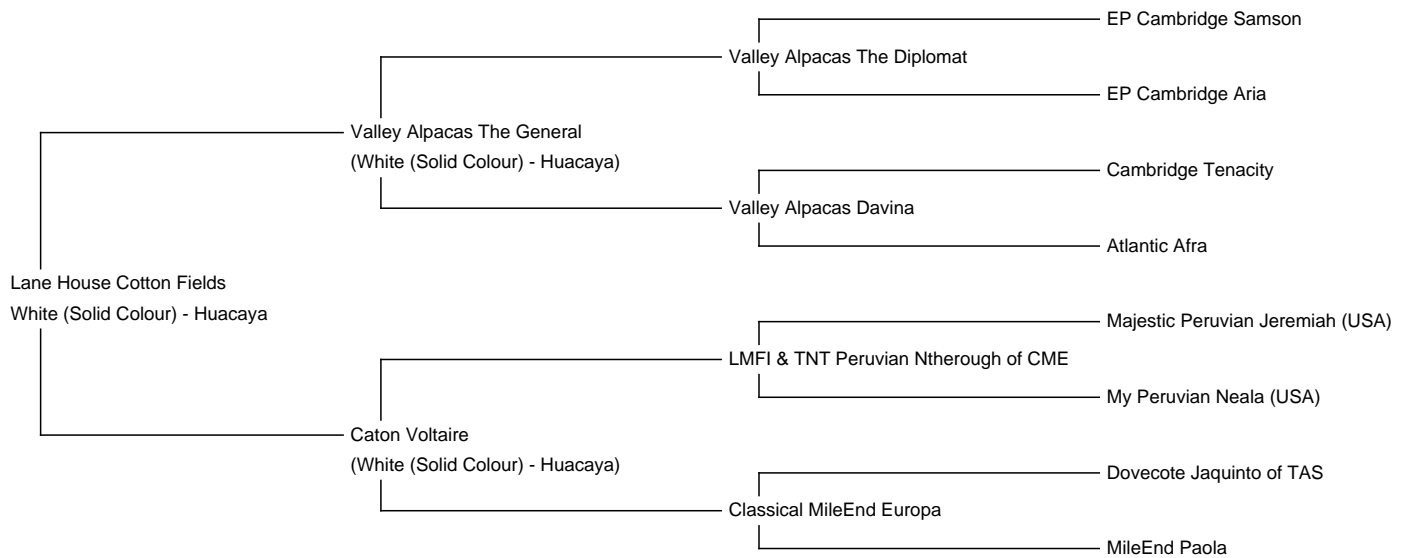 EP Cambridge Samson
Valley Alpacas The Diplomat
EP Cambridge Aria
Valley Alpacas The General
(White (Solid Colour) - Huacaya)
Cambridge Tenacity
Valley Alpacas Davina
Atlantic Afra
Lane House Cotton Fields
White (Solid Colour) - Huacaya
Majestic Peruvian Jeremiah (USA)
LMFI & TNT Peruvian Ntherough of CME
My Peruvian Neala (USA)
Caton Voltaire
(White (Solid Colour) - Huacaya)
Dovecote Jaquinto of TAS
Classical MileEnd Europa
MileEnd Paola